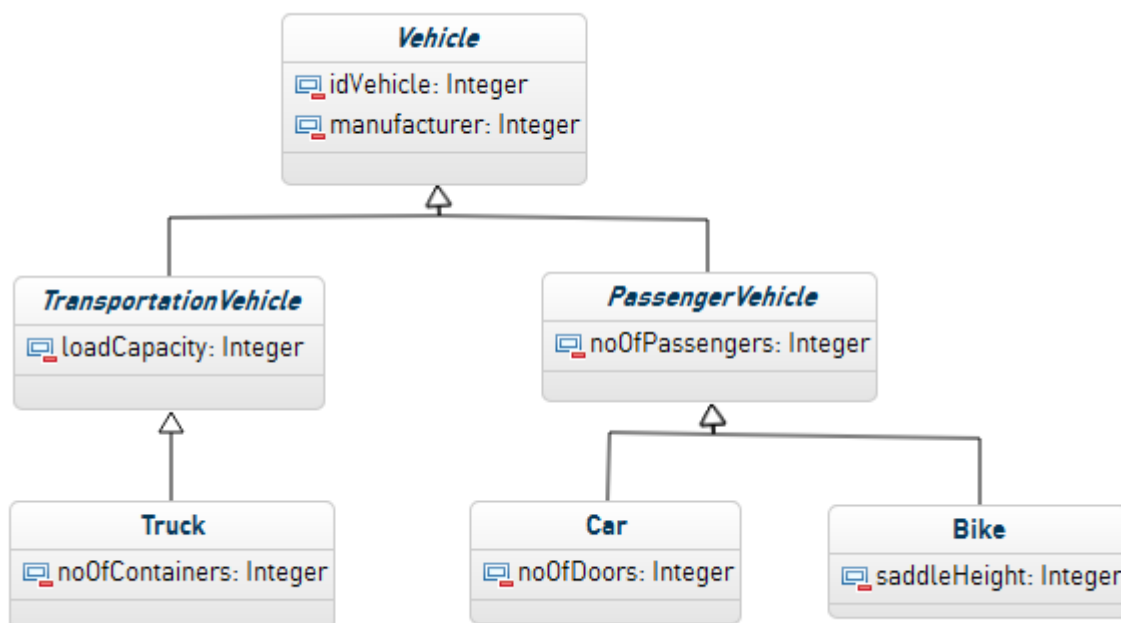 Vehicle
idVehicle: Integer
manufacturer: Integer
TransportationVehicle
loadCapacity: Integer
PassengerVehicle
noOfPassengers: Integer
Truck
noOfContainers: Integer
Car
noOfDoors: Integer
Bike
saddleHeight: Integer